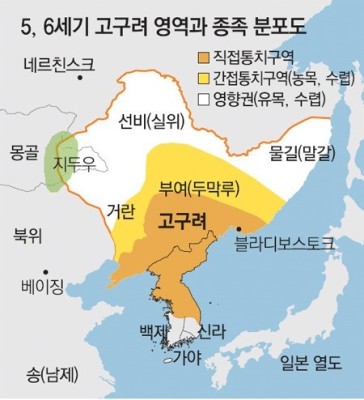 5, 6세기 고구려 영역과 종족 분포도
직접통치구역
간접통치구역(농목, 수렵)
영향권(유목, 수렵)
네르친스크
선비(실위)
몽골
지두우
물길(말갈)
부여(두막루)
거란
고구려
북위
블라디보스토크
베이징
백제
신라
가야
일본 열도
송(남제)